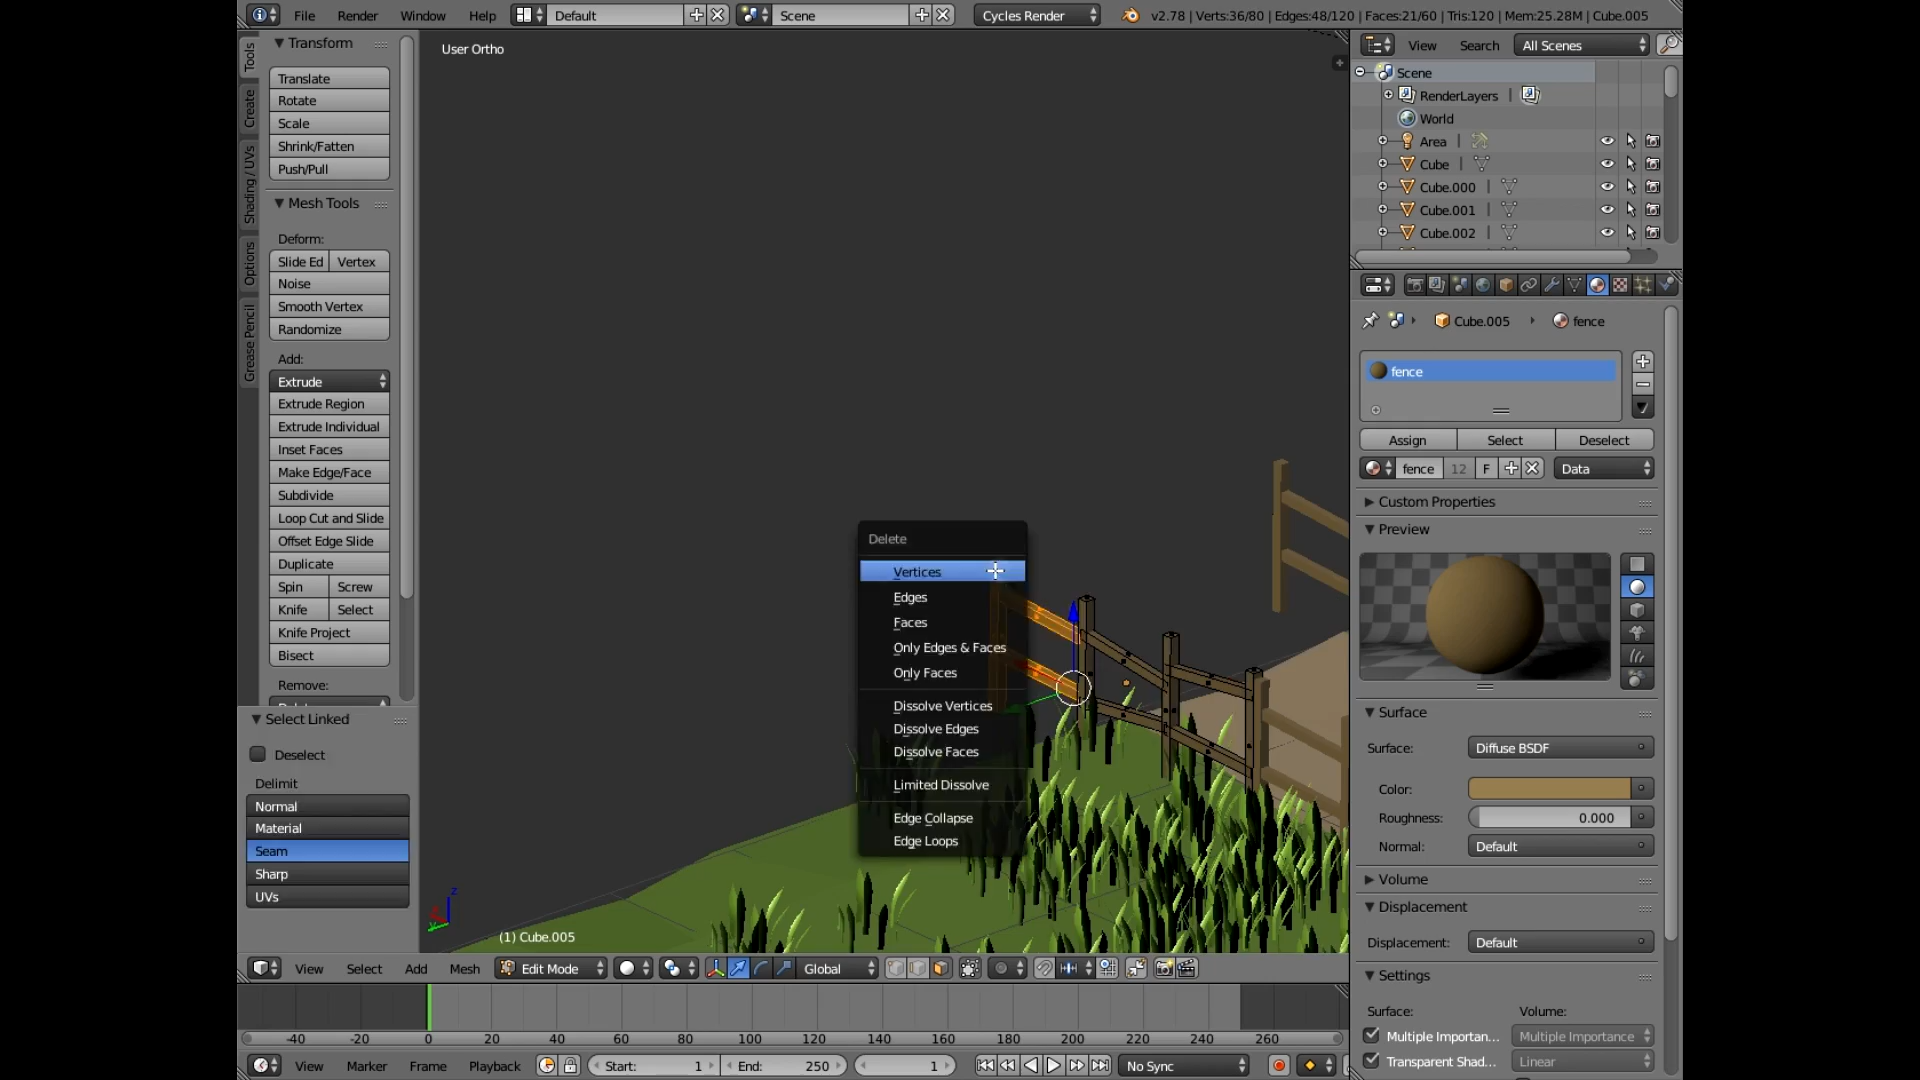 File Render Window Help Default Scene Cycles Render v2.78 | Verts:36/80 | Edges:48/120 | Faces:21/60 | Tris:120 | Mem:25.28M | Cube.005
Tools
Create
Shading / UVs
Options
Grease Pencil
Transform
Translate
Rotate
Scale
Shrink/Fatten
Push/Pull
Mesh Tools
Deform:
Slide Ed Vertex
Noise
Smooth Vertex
Randomize
Add:
Extrude
Extrude Region
Extrude Individual
Inset Faces
Make Edge/Face
Subdivide
Loop Cut and Slide
Offset Edge Slide
Duplicate
Spin Screw
Knife Select
Knife Project
Bisect
Remove:
Select Linked
Deselect
Delimit
Normal
Material
Seam
Sharp
UVs
User Ortho
Delete
Vertices
Edges
Faces
Only Edges & Faces
Only Faces
Dissolve Vertices
Dissolve Edges
Dissolve Faces
Limited Dissolve
Edge Collapse
Edge Loops
z
(1) Cube.005
View Select Add Mesh Edit Mode Global
-40 -20 0 20 40 60 80 100 120 140 160 180 200 220 240 260
View Marker Frame Playback Start: 1 End: 250 1 No Sync
View Search All Scenes
Scene
RenderLayers |
World
Area |
Cube |
Cube.000 |
Cube.001 |
Cube.002 |
Cube.005 fence
fence
Assign Select Deselect
fence 12 F Data
Custom Properties
Preview
Surface
Surface: Diffuse BSDF
Color:
Roughness: 0.000
Normal: Default
Volume
Displacement
Displacement: Default
Settings
Surface: Volume:
Multiple Importan... Multiple Importance
Transparent Shad... Linear